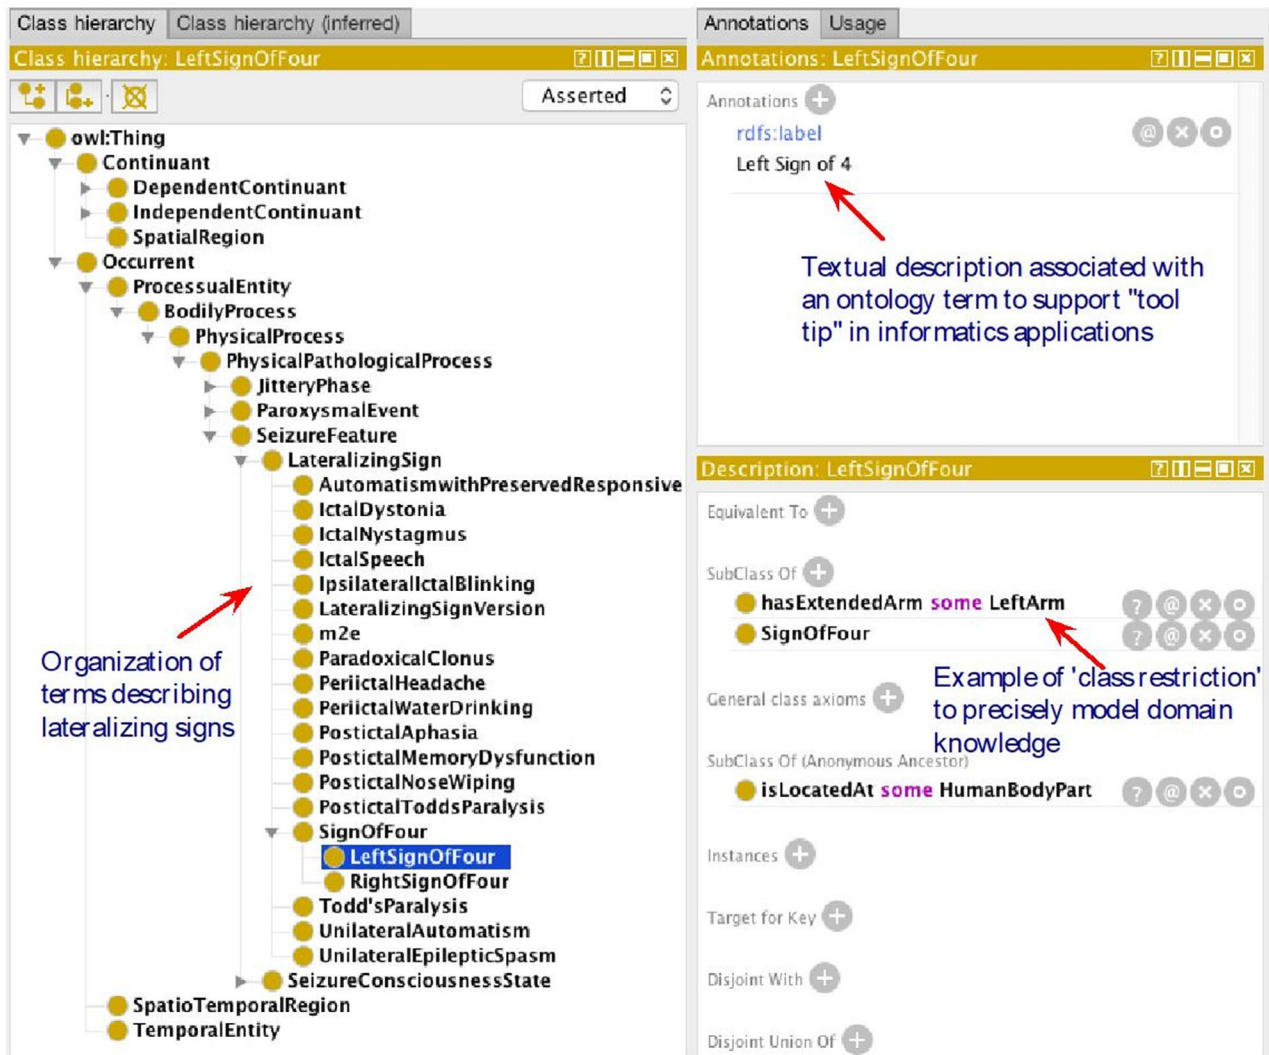 Class hierarchy Class hierarchy (inferred)
Class hierarchy: LeftSignOfFour
Asserted
owl:Thing
Continuant
DependentContinuant
IndependentContinuant
SpatialRegion
Occurrent
ProcessualEntity
BodilyProcess
PhysicalProcess
PhysicalPathologicalProcess
JitteryPhase
ParoxysmalEvent
SeizureFeature
LateralizingSign
AutomatismwithPreservedResponsive
IctalDystonia
IctalNystagmus
IctalSpeech
IpsilateralIctalBlinking
LateralizingSignVersion
m2e
ParadoxicalClonus
PeriictalHeadache
PeriictalWaterDrinking
PostictalAphasia
PostictalMemoryDysfunction
PostictalNoseWiping
PostictalToddsParalysis
SignOfFour
LeftSignOfFour
RightSignOfFour
Todd'sParalysis
UnilateralAutomatism
UnilateralEpilepticSpasm
SeizureConsciousnessState
SpatioTemporalRegion
TemporalEntity
Organization of
terms describing
lateralizing signs
Annotations Usage
Annotations: LeftSignOfFour
Annotations
rdfs:label
Left Sign of 4
Textual description associated with
an ontology term to support "tool
tip" in informatics applications
Description: LeftSignOfFour
Equivalent To
SubClass Of
hasExtendedArm some LeftArm
SignOfFour
Example of 'class restriction'
to precisely model domain
knowledge
General class axioms
SubClass Of (Anonymous Ancestor)
isLocatedAt some HumanBodyPart
Instances
Target for Key
Disjoint With
Disjoint Union Of